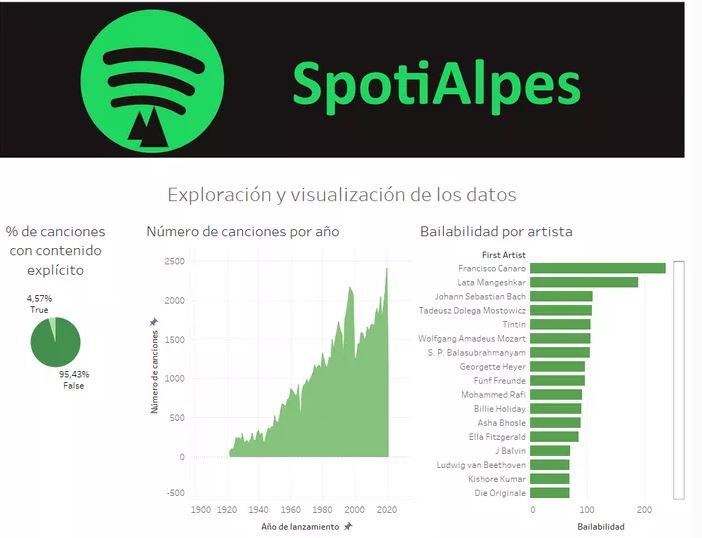 SpotiAlpes
Exploración y visualización de los datos
% de canciones
con contenido
explícito
4,57%
True
95,43%
False
Número de canciones por año
Número de canciones
2500
2000
1500
1000
500
0
-500
1900 1920 1940 1960 1980 2000 2020
Año de lanzamiento
Bailabilidad por artista
First Artist
Francisco Canaro
Lata Mangeshkar
Johann Sebastian Bach
Tadeusz Dolega Mostowicz
Tintin
Wolfgang Amadeus Mozart
S. P. Balasubrahmanyam
Georgette Heyer
Fünf Freunde
Mohammed Rafi
Billie Holiday
Asha Bhosle
Ella Fitzgerald
J Balvin
Ludwig van Beethoven
Kishore Kumar
Die Originale
0 100 200
Bailabilidad